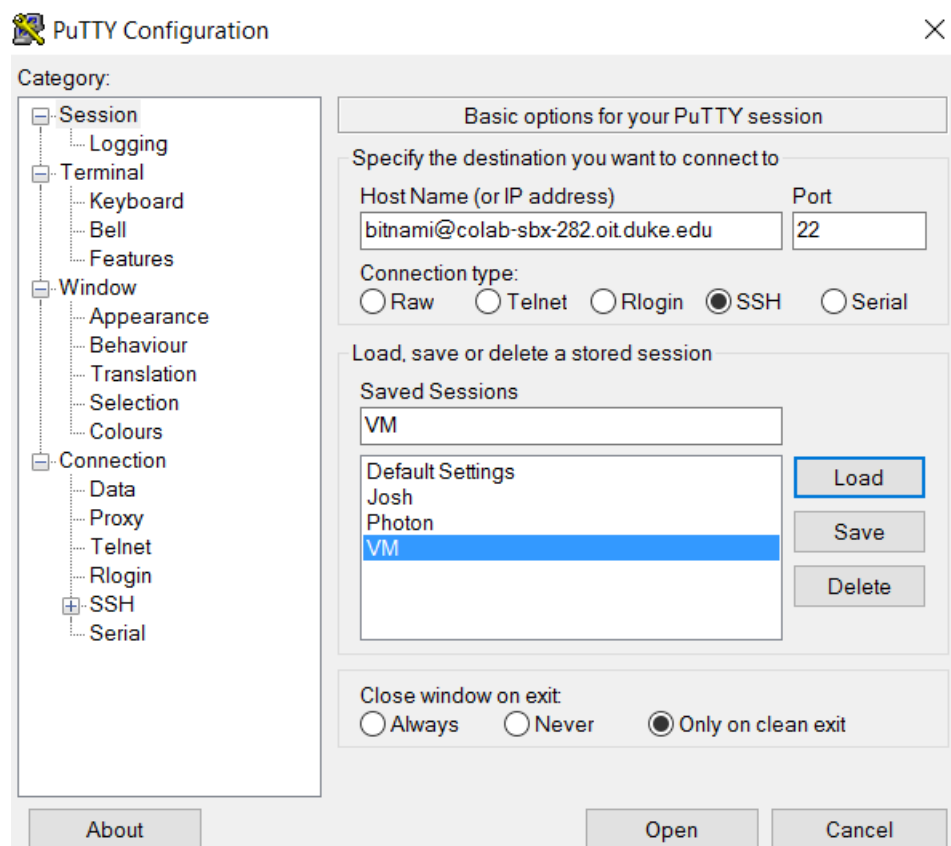 PuTTY Configuration
Category:
Session
Logging
Terminal
Keyboard
Bell
Features
Window
Appearance
Behaviour
Translation
Selection
Colours
Connection
Data
Proxy
Telnet
Rlogin
SSH
Serial
Basic options for your PuTTY session
Specify the destination you want to connect to
Host Name (or IP address) Port
bitnami@colab-sbx-282.oit.duke.edu 22
Connection type:
Raw Telnet Rlogin SSH Serial
Load, save or delete a stored session
Saved Sessions
VM
Default Settings
Josh
Photon
VM
Load
Save
Delete
Close window on exit:
Always Never Only on clean exit
About Open Cancel